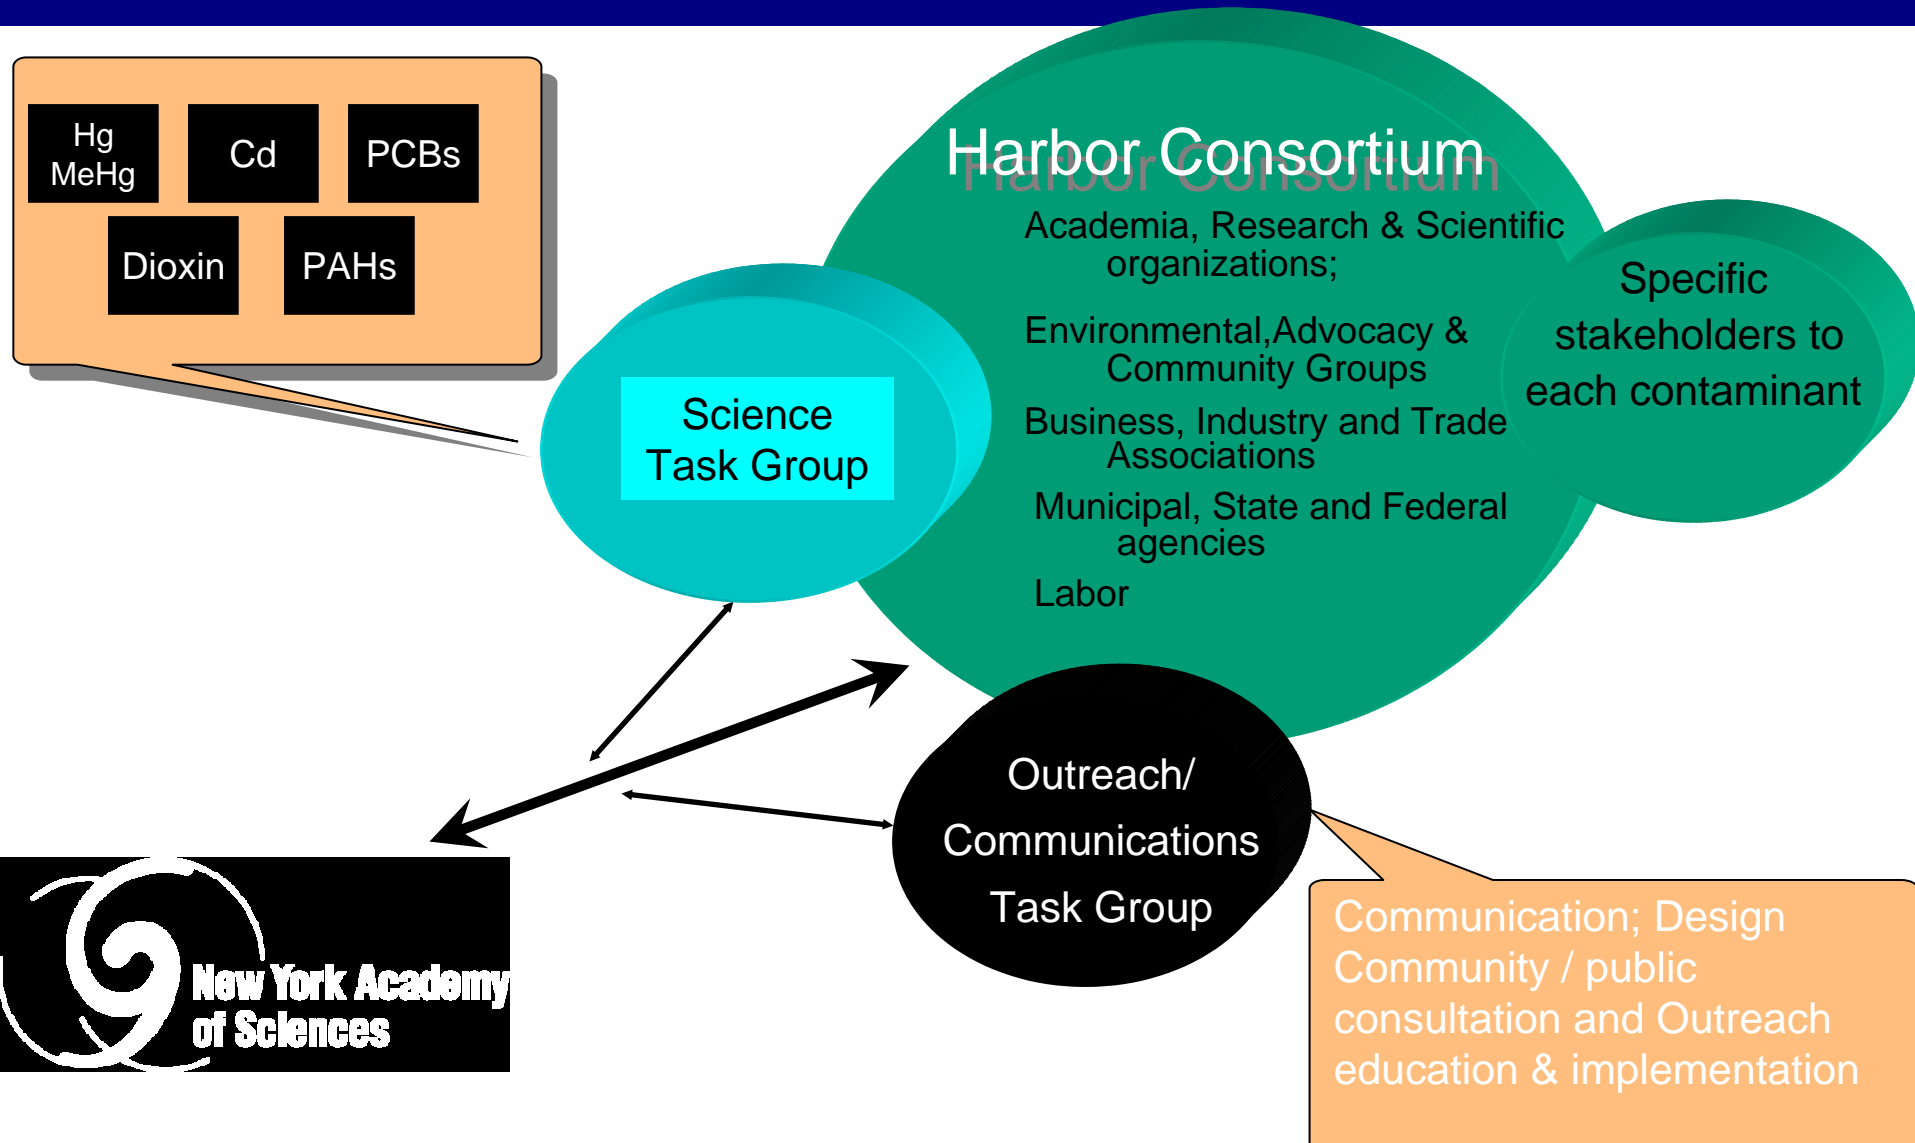 Hg
MeHg
Cd
PCBs
Dioxin
PAHs
Harbor Consortium
Academia, Research & Scientific
organizations;
Environmental,Advocacy &
Community Groups
Business, Industry and Trade
Associations
Municipal, State and Federal
agencies
Labor
Specific
stakeholders to
each contaminant
Science
Task Group
Outreach/
Communications
Task Group
Communication; Design
Community / public
consultation and Outreach
education & implementation
New York Academy
of Sciences